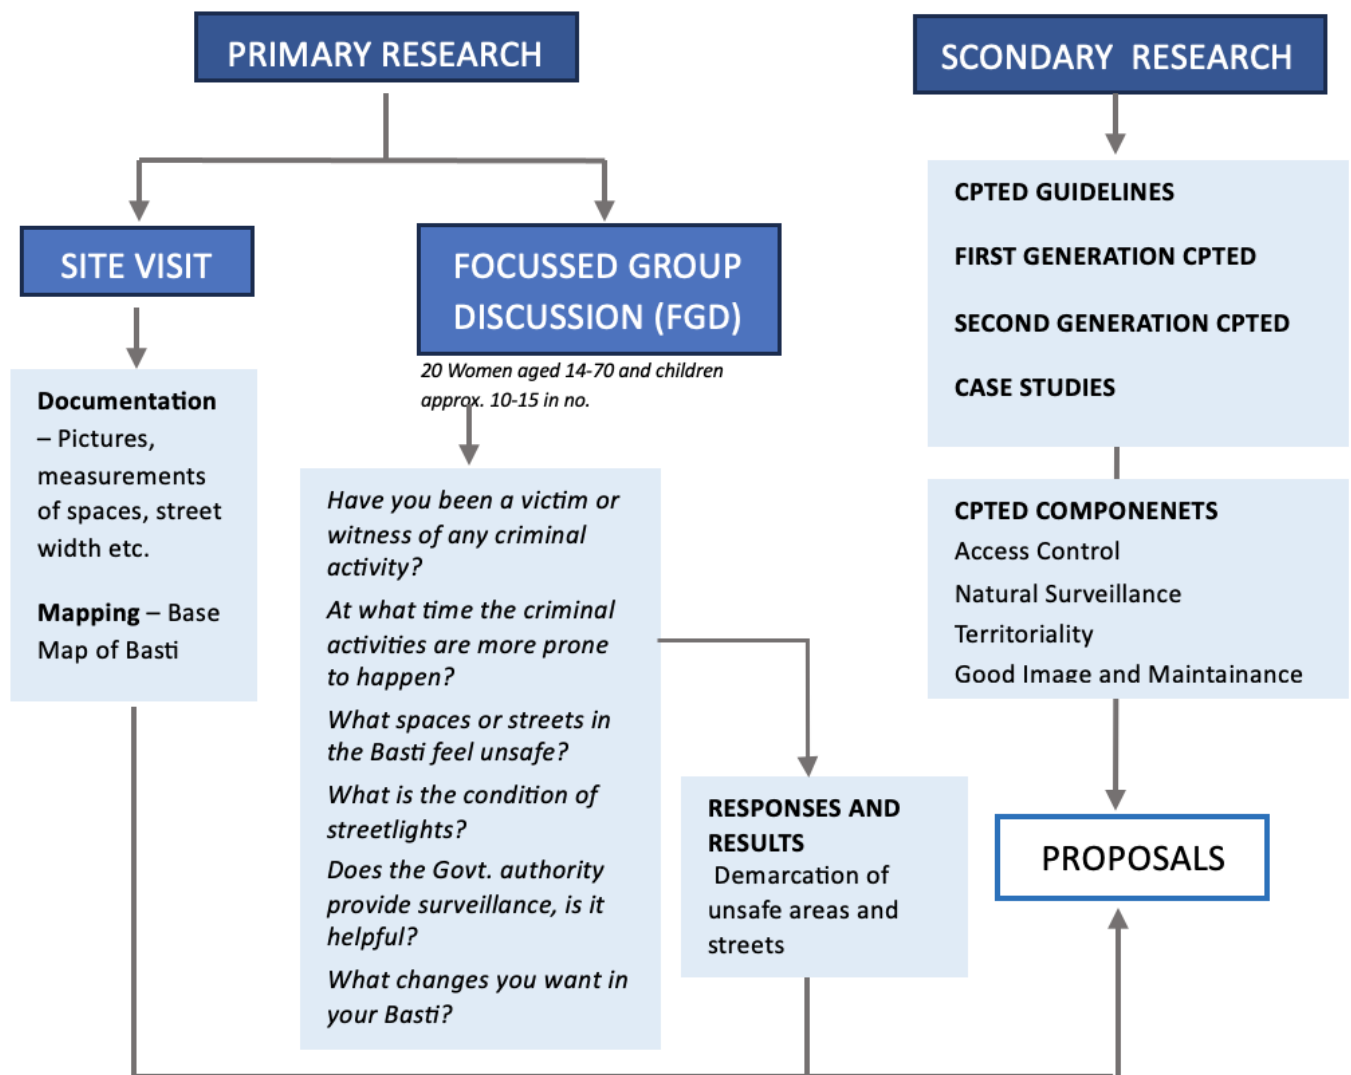 PRIMARY RESEARCH
SCONDARY RESEARCH
SITE VISIT
FOCUSSED GROUP
DISCUSSION (FGD)
20 Women aged 14-70 and children
approx. 10-15 in no.
Documentation
– Pictures,
measurements
of spaces, street
width etc.
Mapping – Base
Map of Basti
Have you been a victim or
witness of any criminal
activity?
At what time the criminal
activities are more prone
to happen?
What spaces or streets in
the Basti feel unsafe?
What is the condition of
streetlights?
Does the Govt. authority
provide surveillance, is it
helpful?
What changes you want in
your Basti?
RESPONSES AND
RESULTS
Demarcation of
unsafe areas and
streets
CPTED GUIDELINES
FIRST GENERATION CPTED
SECOND GENERATION CPTED
CASE STUDIES
CPTED COMPONENETS
Access Control
Natural Surveillance
Territoriality
Good Image and Maintainance
PROPOSALS